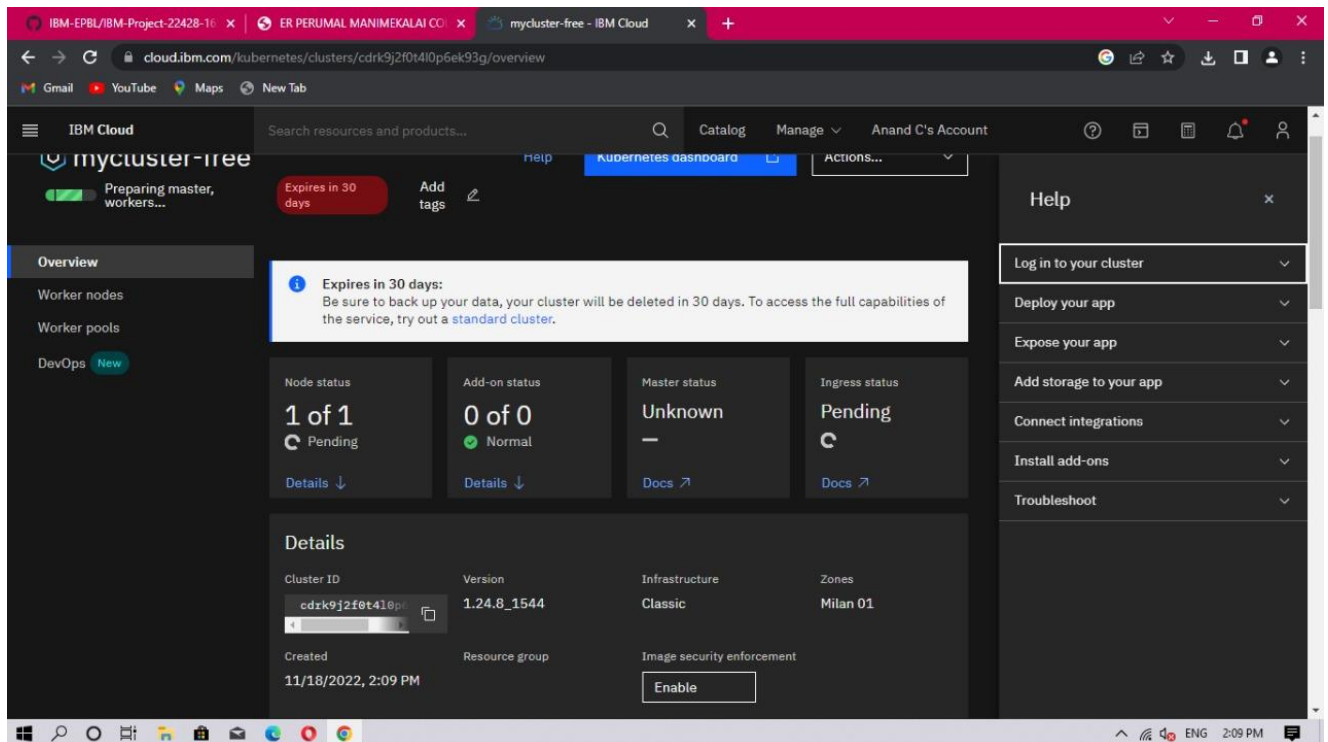 IBM-EPBL/IBM-Project-22428-16
ER PERUMAL MANIMEKALAI CO
mycluster-free - IBM Cloud
cloud.ibm.com/kubernetes/clusters/cdrk9j2f0t4l0p6ek93g/overview
Gmail YouTube Maps New Tab
IBM Cloud
Search resources and products...
Catalog Manage Anand C's Account
mycluster-free
Help
Kubernetes dashboard
Actions...
Preparing master,
workers...
Expires in 30
days
Add
tags
Overview
Worker nodes
Worker pools
DevOps New
Expires in 30 days:
Be sure to back up your data, your cluster will be deleted in 30 days. To access the full capabilities of
the service, try out a standard cluster.
Node status
1 of 1
Pending
Details
Add-on status
0 of 0
Normal
Details
Master status
Unknown
Docs
Ingress status
Pending
Docs
Details
Cluster ID
cdrk9j2f0t4l0p6
Version
1.24.8_1544
Infrastructure
Classic
Zones
Milan 01
Created
11/18/2022, 2:09 PM
Resource group
Image security enforcement
Enable
Help
Log in to your cluster
Deploy your app
Expose your app
Add storage to your app
Connect integrations
Install add-ons
Troubleshoot
ENG 2:09 PM